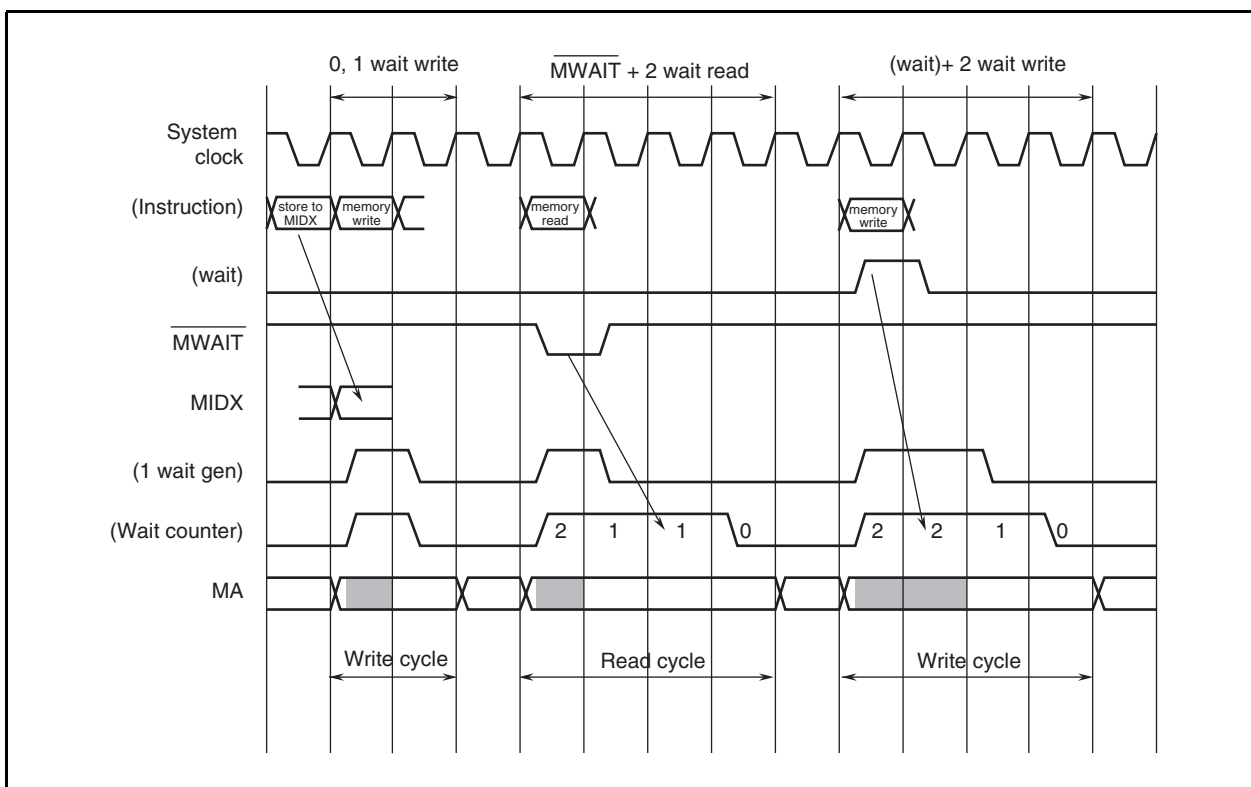 0, 1 wait write
MWAIT + 2 wait read
(wait)+ 2 wait write
System
clock
(Instruction)
store to
MIDX
memory
write
memory
read
memory
write
(wait)
MWAIT
MIDX
(1 wait gen)
(Wait counter)
2 1 1 0 2 2 1 0
MA
Write cycle
Read cycle
Write cycle